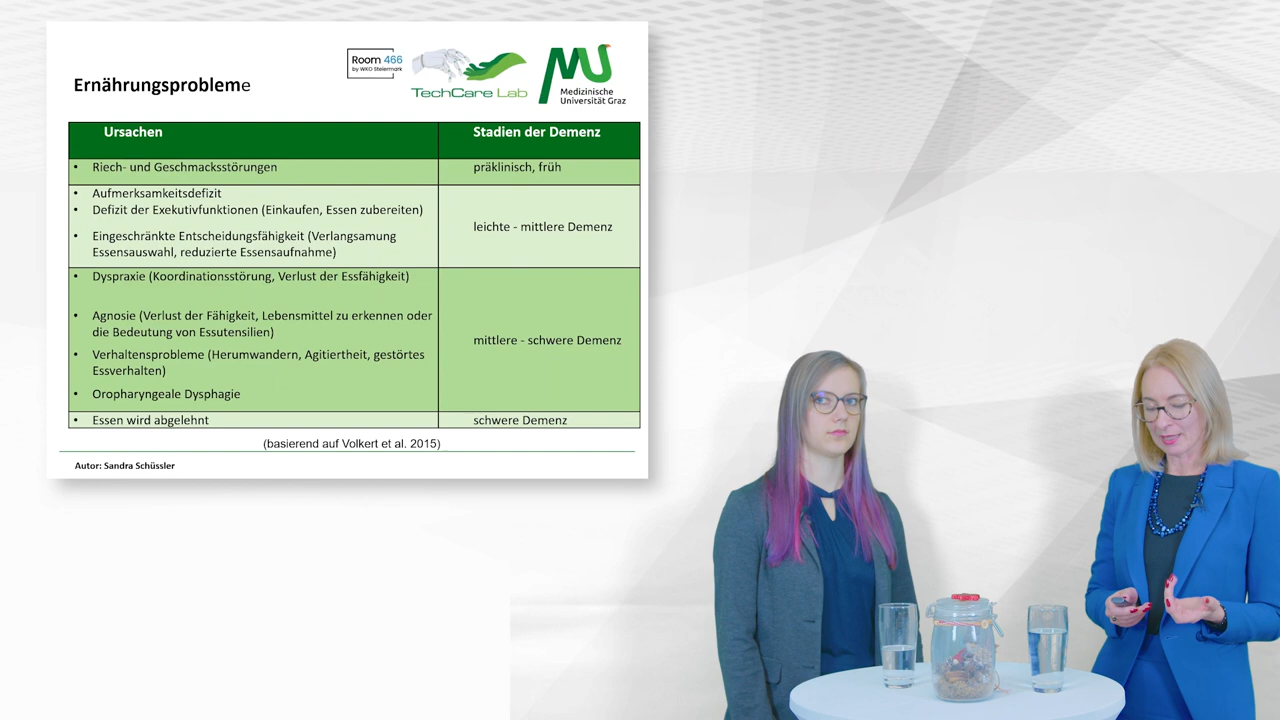 Room 466
by WKO Steiermark
TechCare Lab
Medizinische
Universität Graz
Ernährungsprobleme
Ursachen
Stadien der Demenz
• Riech- und Geschmacksstörungen
präklinisch, früh
• Aufmerksamkeitsdefizit
• Defizit der Exekutivfunktionen (Einkaufen, Essen zubereiten)
• Eingeschränkte Entscheidungsfähigkeit (Verlangsamung
Essensauswahl, reduzierte Essensaufnahme)
leichte - mittlere Demenz
• Dyspraxie (Koordinationsstörung, Verlust der Essfähigkeit)
• Agnosie (Verlust der Fähigkeit, Lebensmittel zu erkennen oder
die Bedeutung von Essutensilien)
• Verhaltensprobleme (Herumwandern, Agitiertheit, gestörtes
Essverhalten)
• Oropharyngeale Dysphagie
mittlere - schwere Demenz
• Essen wird abgelehnt
schwere Demenz
(basierend auf Volkert et al. 2015)
Autor: Sandra Schüssler